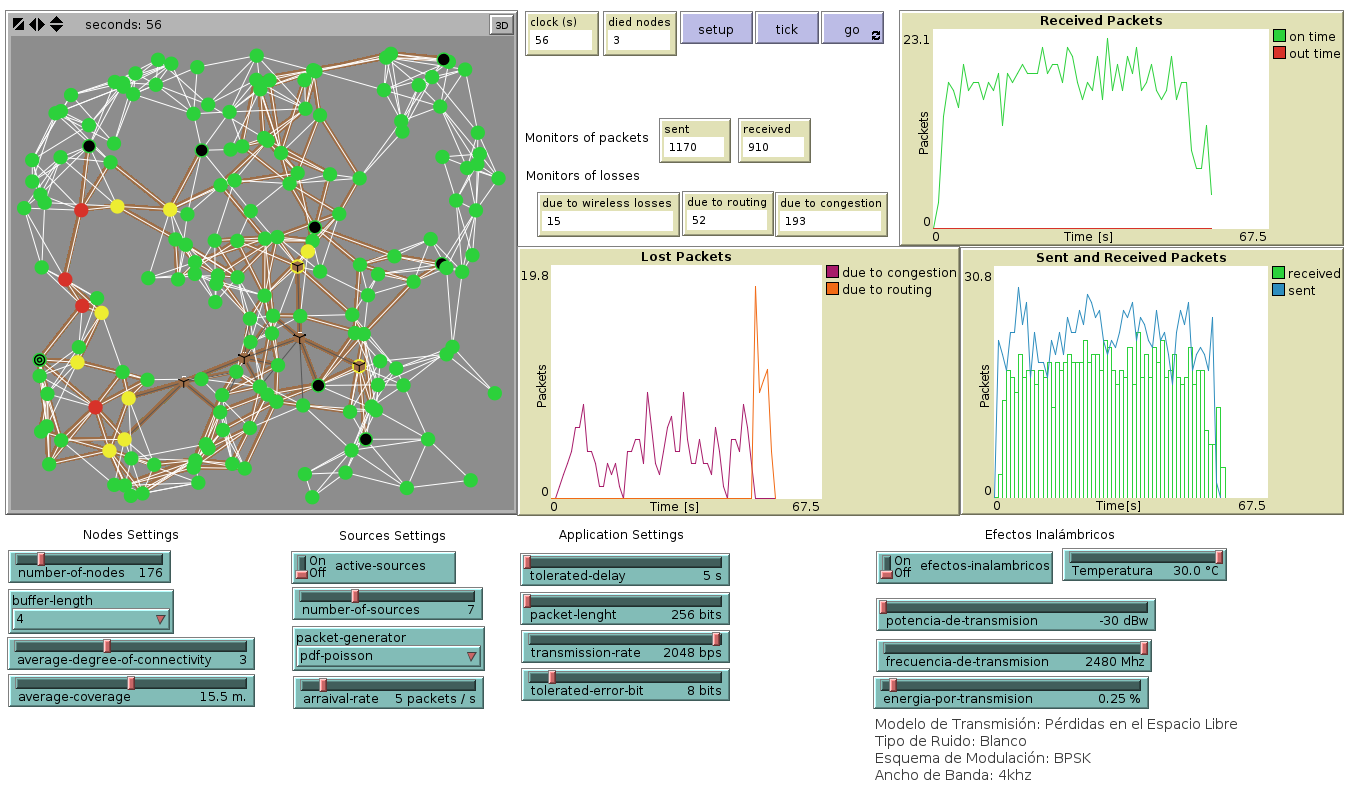 seconds: 56
3D
clock (s)
56
died nodes
3
setup
tick
go
Monitors of packets
sent
1170
received
910
Monitors of losses
due to wireless losses
15
due to routing
52
due to congestion
193
Received Packets
23.1
Packets
0
0
Time [s]
67.5
on time
out time
Lost Packets
19.8
Packets
0
0
Time [s]
67.5
due to congestion
due to routing
Sent and Received Packets
30.8
Packets
0
0
Time[s]
67.5
received
sent
Nodes Settings
number-of-nodes 176
buffer-length
4
average-degree-of-connectivity 3
average-coverage 15.5 m.
Sources Settings
On
Off
active-sources
number-of-sources 7
packet-generator
pdf-poisson
arraival-rate 5 packets / s
Application Settings
tolerated-delay 5 s
packet-lenght 256 bits
transmission-rate 2048 bps
tolerated-error-bit 8 bits
Efectos Inalámbricos
On
Off
efectos-inalambricos
Temperatura 30.0 °C
potencia-de-transmision -30 dBw
frecuencia-de-transmision 2480 Mhz
energia-por-transmision 0.25 %
Modelo de Transmisión: Pérdidas en el Espacio Libre
Tipo de Ruido: Blanco
Esquema de Modulación: BPSK
Ancho de Banda: 4khz